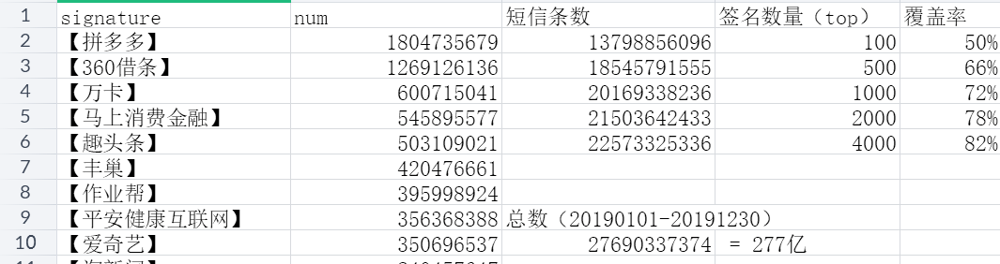 1 signature num 短信条数 签名数量（top） 覆盖率
2 【拼多多】 1804735679 13798856096 100 50%
3 【360借条】 1269126136 18545791555 500 66%
4 【万卡】 600715041 20169338236 1000 72%
5 【马上消费金融】 545895577 21503642433 2000 78%
6 【趣头条】 503109021 22573325336 4000 82%
7 【丰巢】 420476661
8 【作业帮】 395998924
9 【平安健康互联网】 356368388 总数（20190101-20191230）
10 【爱奇艺】 350696537 27690337374 = 277亿